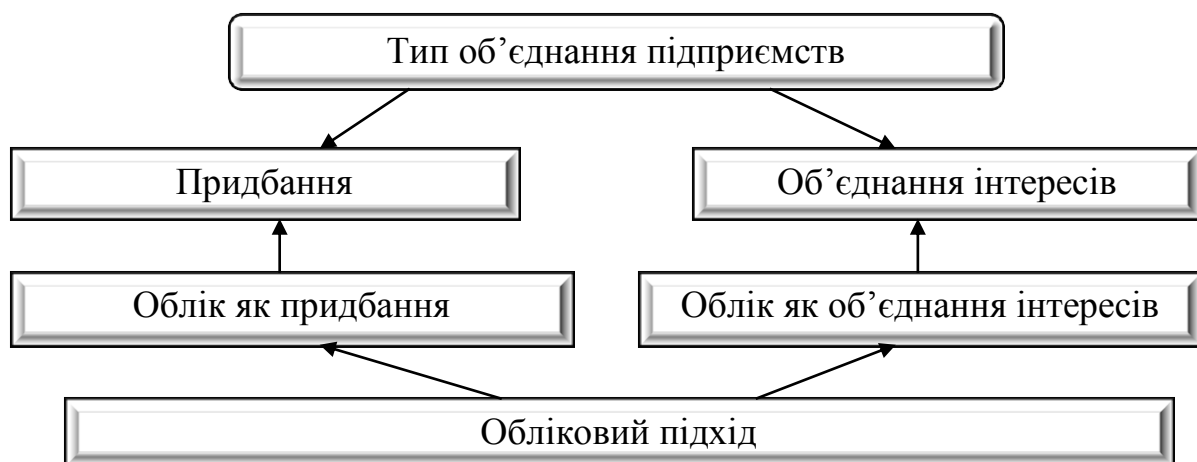 Тип об’єднання підприємств
Придбання
Об’єднання інтересів
Облік як придбання
Облік як об’єднання інтересів
Обліковий підхід